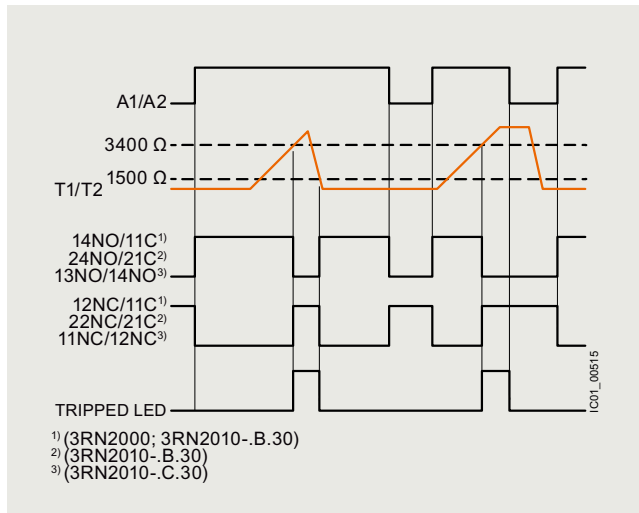 A1/A2
3400 Ω
1500 Ω
T1/T2
14NO/11C¹⁾
24NO/21C²⁾
13NO/14NO³⁾
12NC/11C¹⁾
22NC/21C²⁾
11NC/12NC³⁾
TRIPPED LED
IC01_00515
¹⁾ (3RN2000; 3RN2010-.B.30)
²⁾ (3RN2010-.B.30)
³⁾ (3RN2010-.C.30)